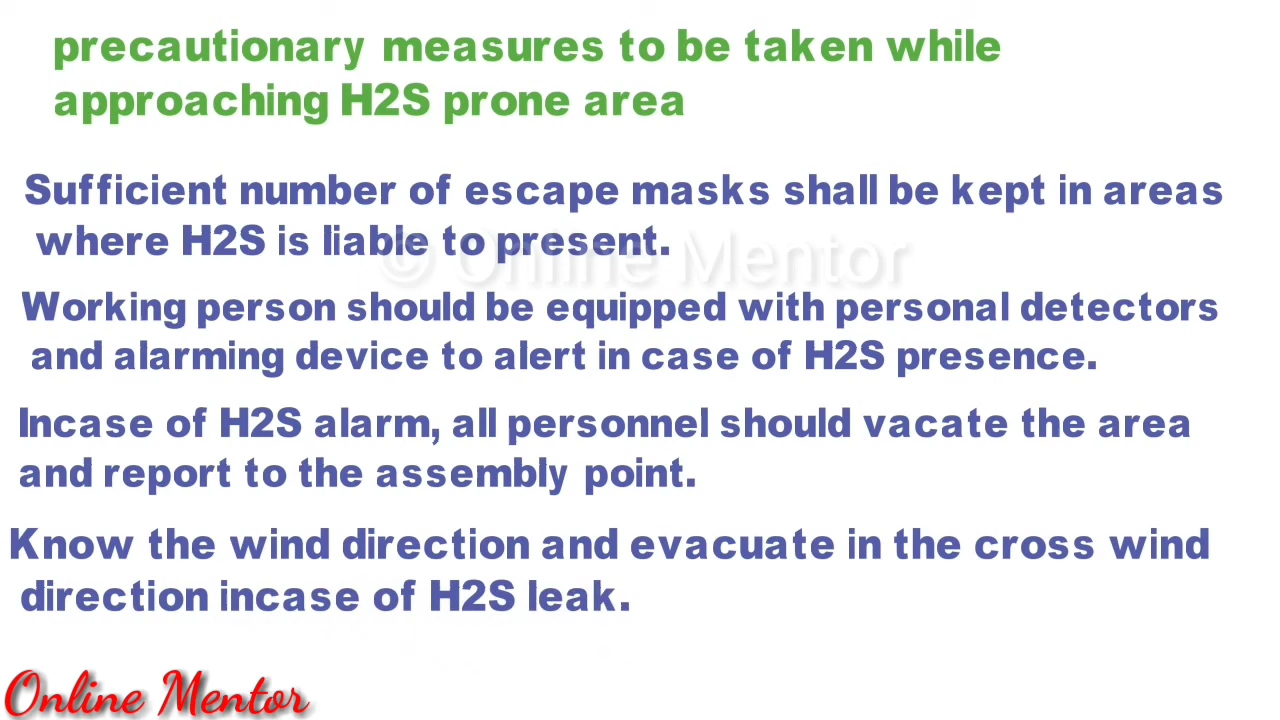 precautionary measures to be taken while
approaching H2S prone area
Sufficient number of escape masks shall be kept in areas
where H2S is liable to present.
© Online Mentor
Working person should be equipped with personal detectors
and alarming device to alert in case of H2S presence.
Incase of H2S alarm, all personnel should vacate the area
and report to the assembly point.
Know the wind direction and evacuate in the cross wind
direction incase of H2S leak.
Online Mentor